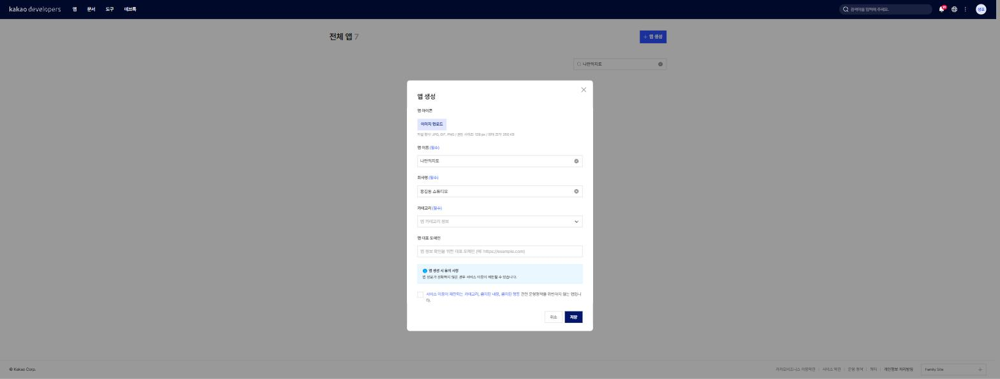 kakao developers 앱 문서 도구 데브톡
검색어를 입력해 주세요.
성호
전체 앱 7
+ 앱 생성
나만의지도
앱 생성
앱 아이콘
이미지 업로드
파일 형식: JPG, GIF, PNG / 권장 사이즈: 128 px / 최대 크기: 250 KB
앱 이름 (필수)
나만의지도
회사명 (필수)
홍길동 스튜디오
카테고리 (필수)
앱 카테고리 정보
앱 대표 도메인
앱 정보 확인을 위한 대표 도메인 (예: https://example.com)
앱 생성 시 유의 사항
앱 정보가 정확하지 않은 경우 서비스 이용이 제한될 수 있습니다.
서비스 이용이 제한되는 카테고리, 금지된 내용, 금지된 행동 관련 운영정책을 위반하지 않는 앱입니
다.
취소 저장
© Kakao Corp.
카카오비즈니스 이용약관 | 서비스 약관 | 운영 정책 | 쿼터 | 개인정보 처리방침
Family Site